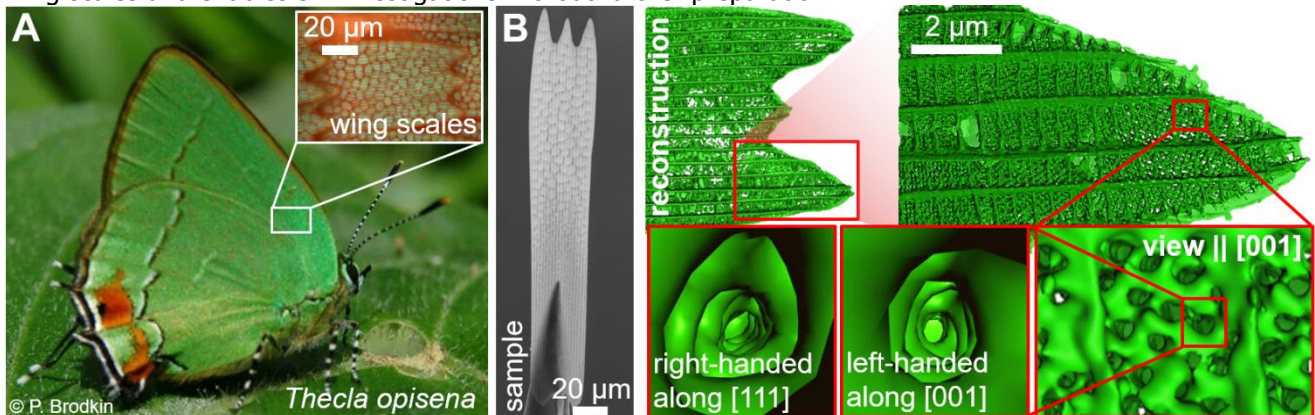 A
20 µm
wing scales
© P. Brodkin
Thecla opisena
B
sample
20 µm
reconstruction
2 µm
right-handed
along [111]
left-handed
along [001]
view || [001]